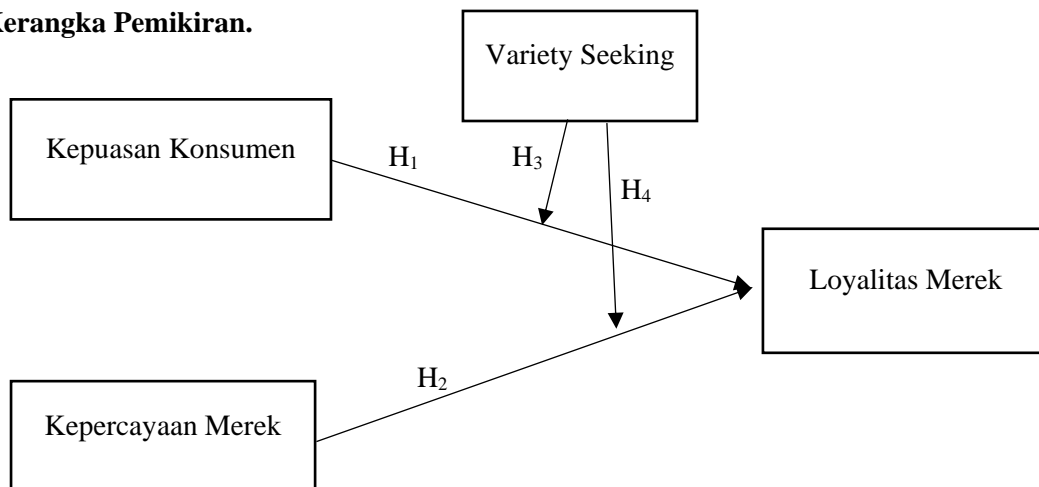 Kerangka Pemikiran.
Variety Seeking
Kepuasan Konsumen
H₁
H₃
H₄
Loyalitas Merek
H₂
Kepercayaan Merek